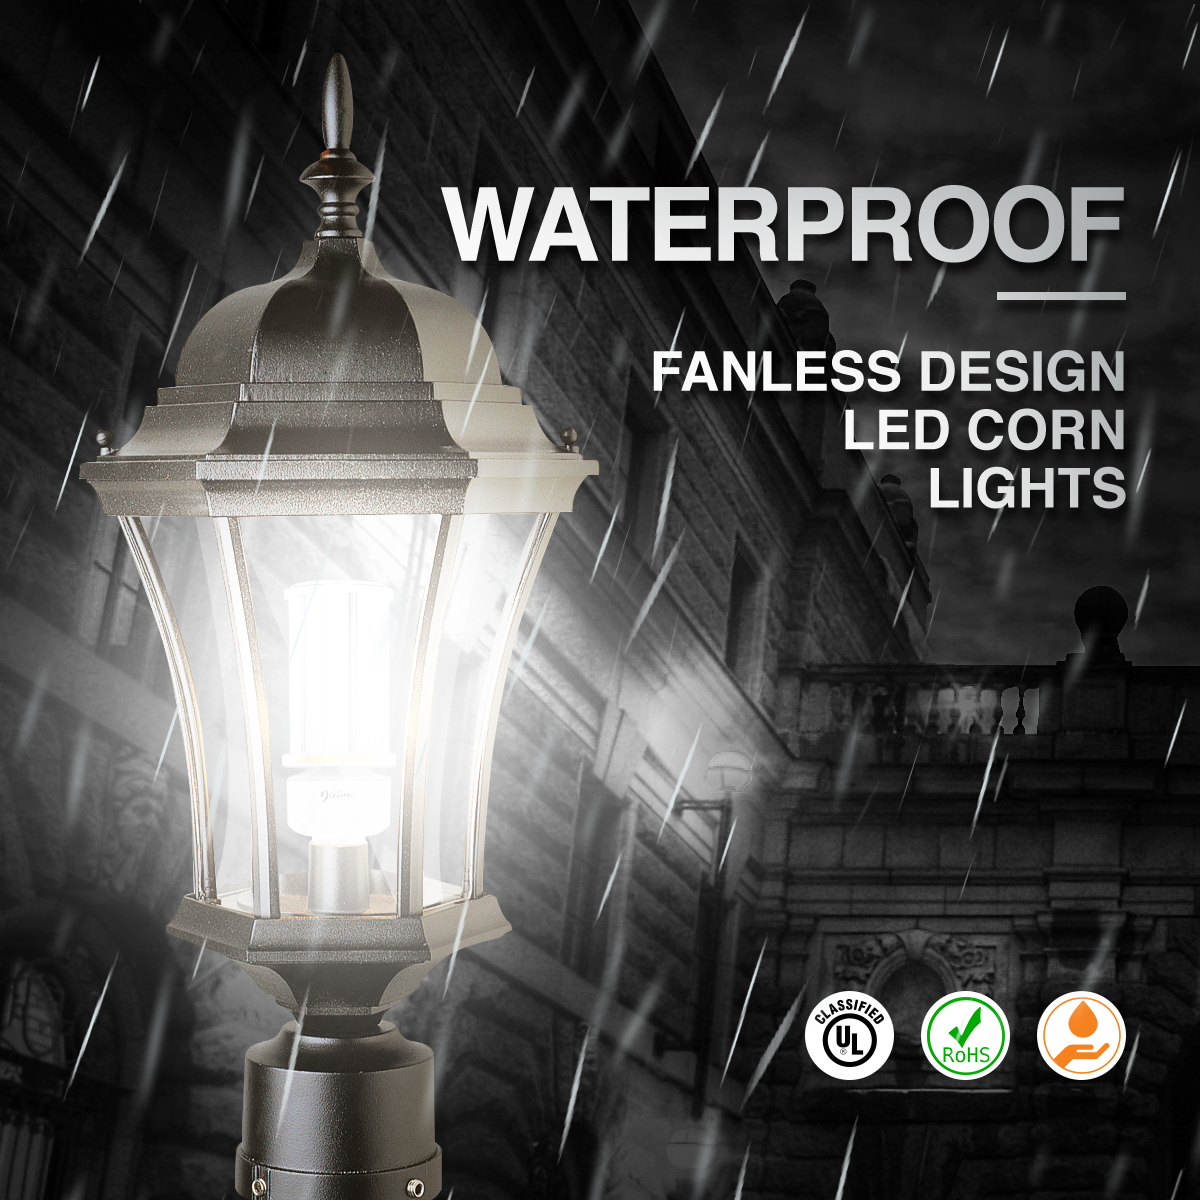 WATERPROOF
FANLESS DESIGN
LED CORN
LIGHTS
CLASSIFIED
UL
®
RoHS